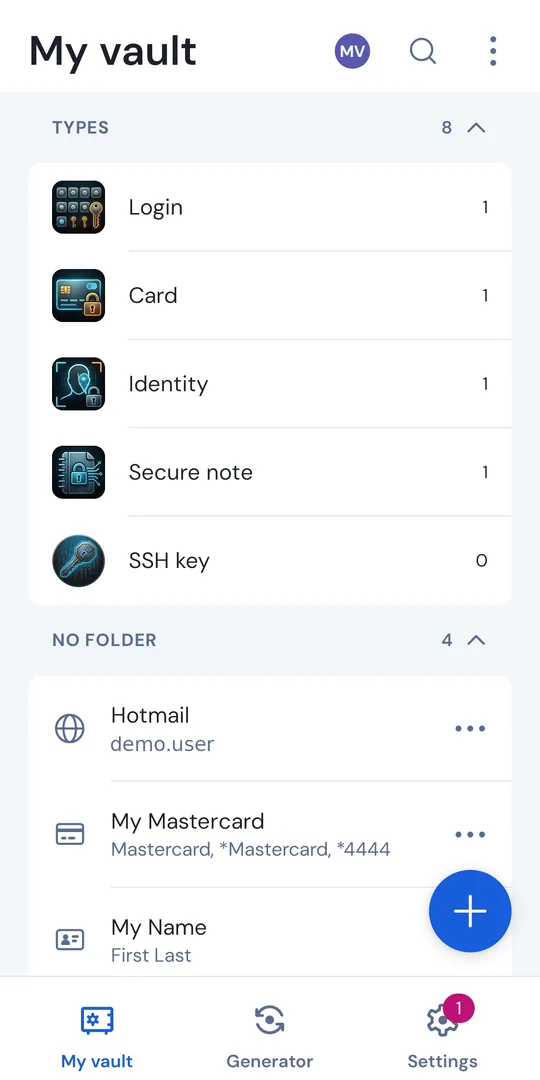 My vault
MV
TYPES
8
Login
1
Card
1
Identity
1
Secure note
1
SSH key
0
NO FOLDER
4
Hotmail
demo.user
My Mastercard
Mastercard, *Mastercard, *4444
My Name
First Last
1
My vault
Generator
Settings